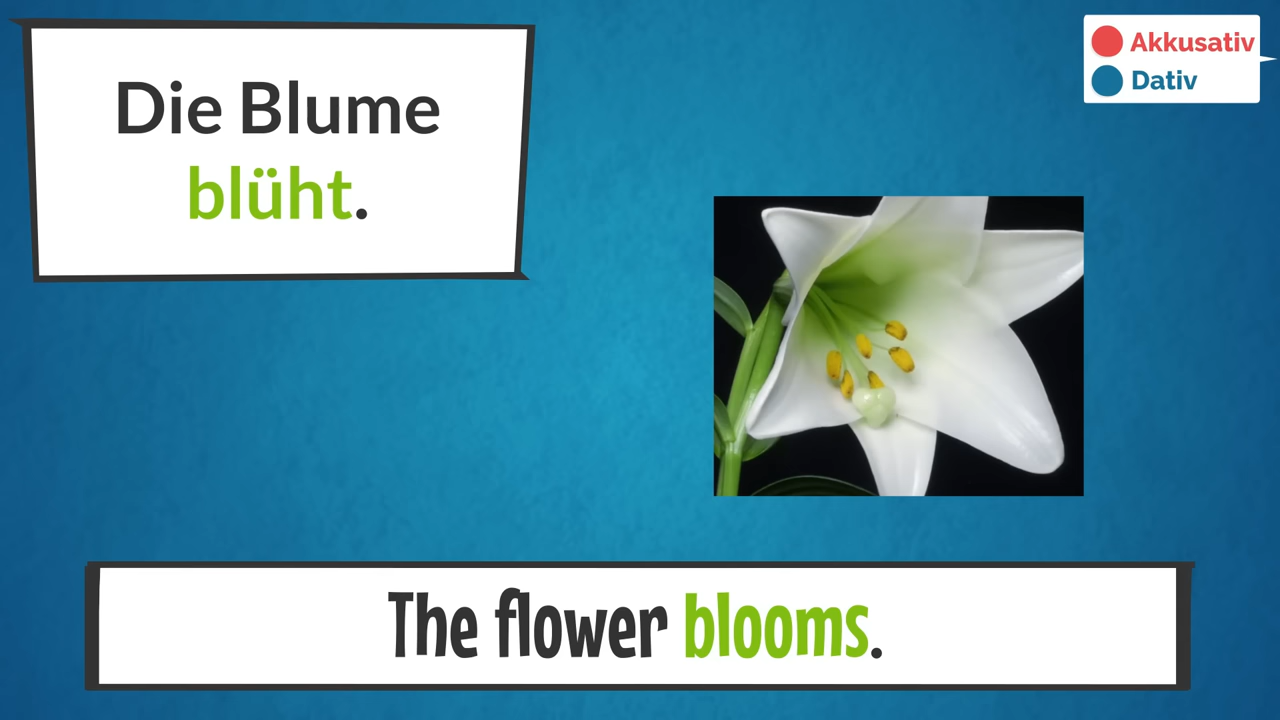 Die Blume
blüht.
Akkusativ
Dativ
The flower blooms.